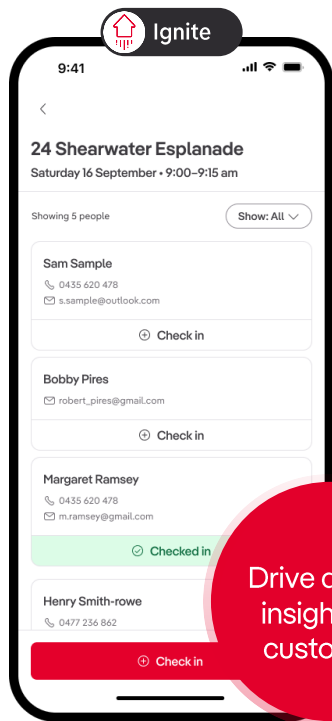 Ignite
9:41
24 Shearwater Esplanade
Saturday 16 September • 9:00–9:15 am
Showing 5 people
Show: All
Sam Sample
0435 620 478
s.sample@outlook.com
Check in
Bobby Pires
robert_pires@gmail.com
Check in
Margaret Ramsey
0435 620 478
m.ramsey@gmail.com
Checked in
Henry Smith-rowe
0477 236 862
Check in
Drive
insigh
custo